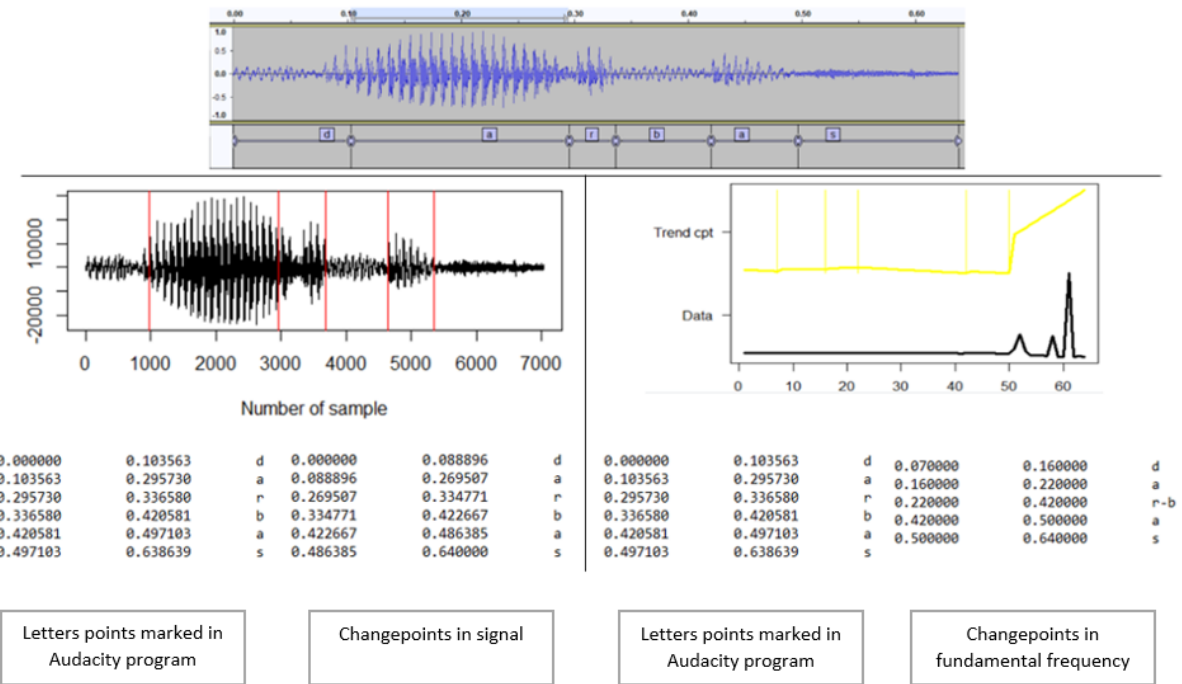 0.00 0.10 0.20 0.30 0.40 0.50 0.60
1.0
0.5
0.0
-0.5
-1.0
d a r b a s
10000
-20000
0 1000 2000 3000 4000 5000 6000 7000
Number of sample
Trend cpt
Data
0 10 20 30 40 50 60
0.000000 0.103563 d
0.103563 0.295730 a
0.295730 0.336580 r
0.336580 0.420581 b
0.420581 0.497103 a
0.497103 0.638639 s
0.000000 0.088896 d
0.088896 0.269507 a
0.269507 0.334771 r
0.334771 0.422667 b
0.422667 0.486385 a
0.486385 0.640000 s
0.000000 0.103563 d
0.103563 0.295730 a
0.295730 0.336580 r
0.336580 0.420581 b
0.420581 0.497103 a
0.497103 0.638639 s
0.070000 0.160000 d
0.160000 0.220000 a
0.220000 0.420000 r-b
0.420000 0.500000 a
0.500000 0.640000 s
Letters points marked in
Audacity program
Changepoints in signal
Letters points marked in
Audacity program
Changepoints in
fundamental frequency